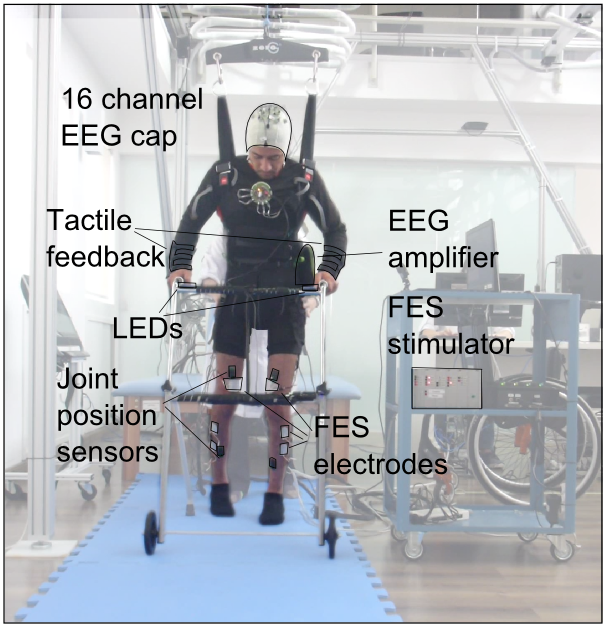 16 channel
EEG cap
Tactile
feedback
EEG
amplifier
LEDs
FES
stimulator
Joint
position
sensors
FES
electrodes